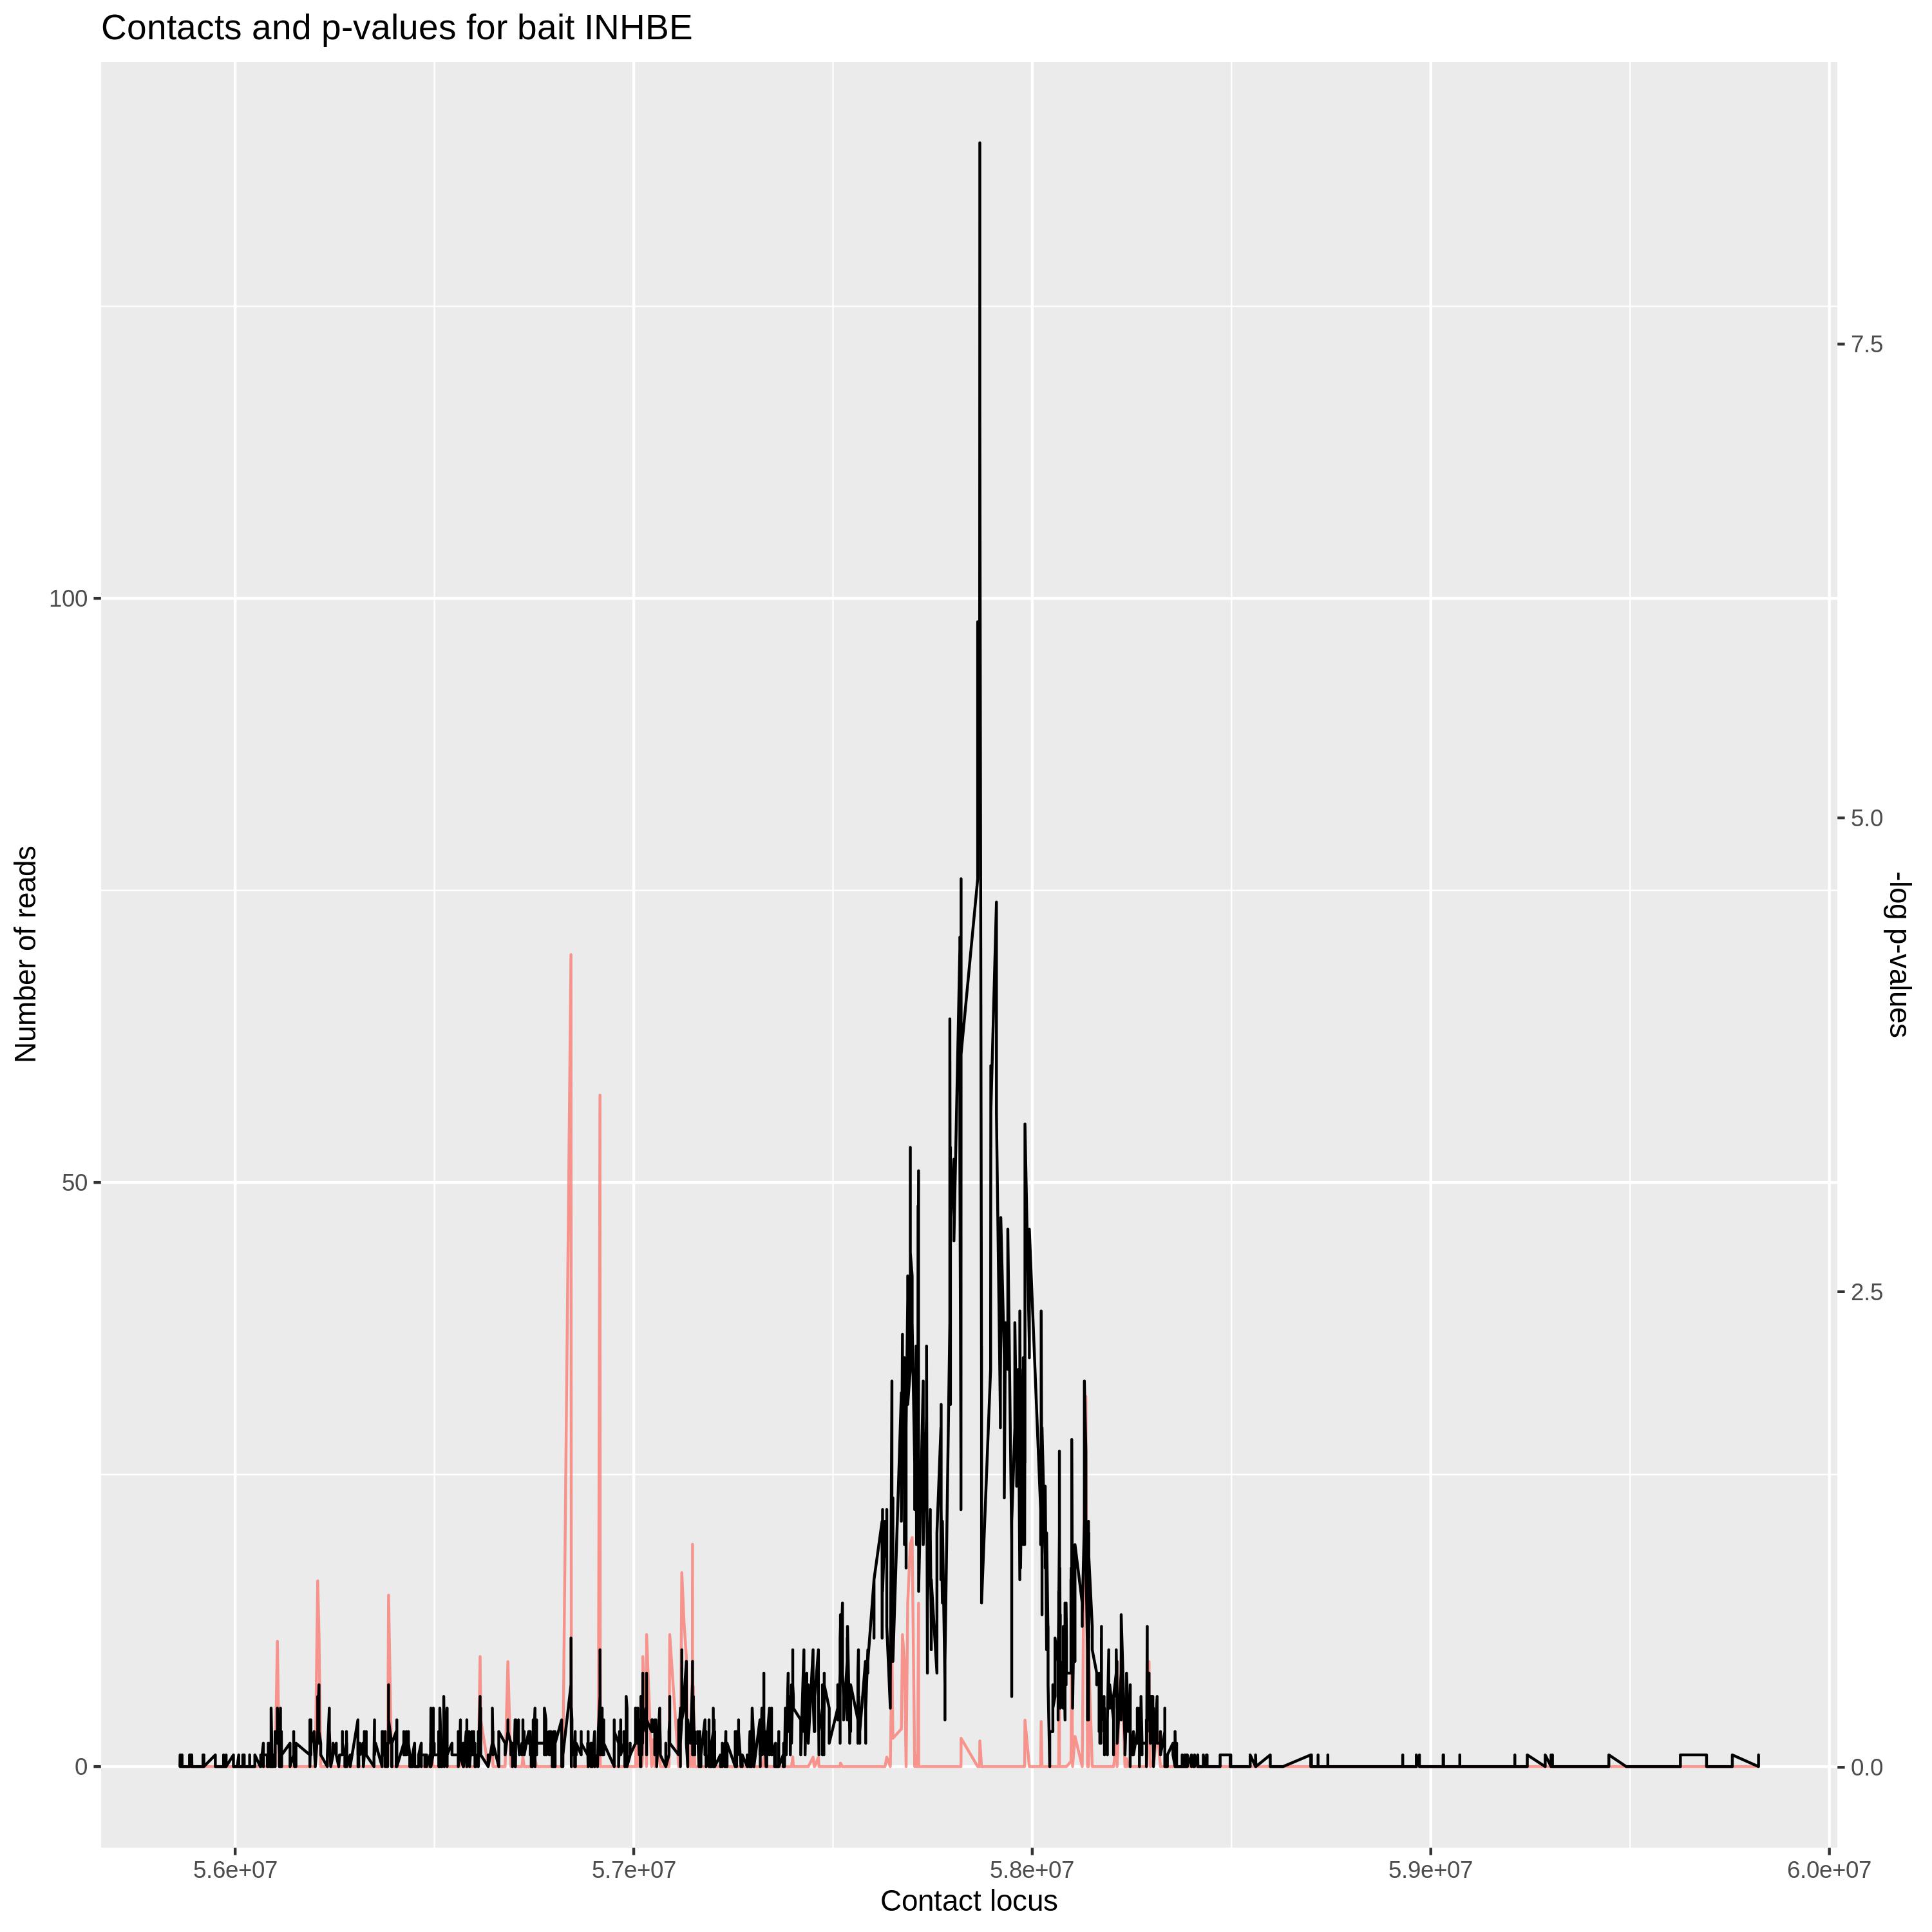 Contacts and p-values for bait INHBE
Number of reads
100
50
0
7.5
5.0
2.5
0.0
-log p-values
5.6e+07 5.7e+07 5.8e+07 5.9e+07 6.0e+07
Contact locus